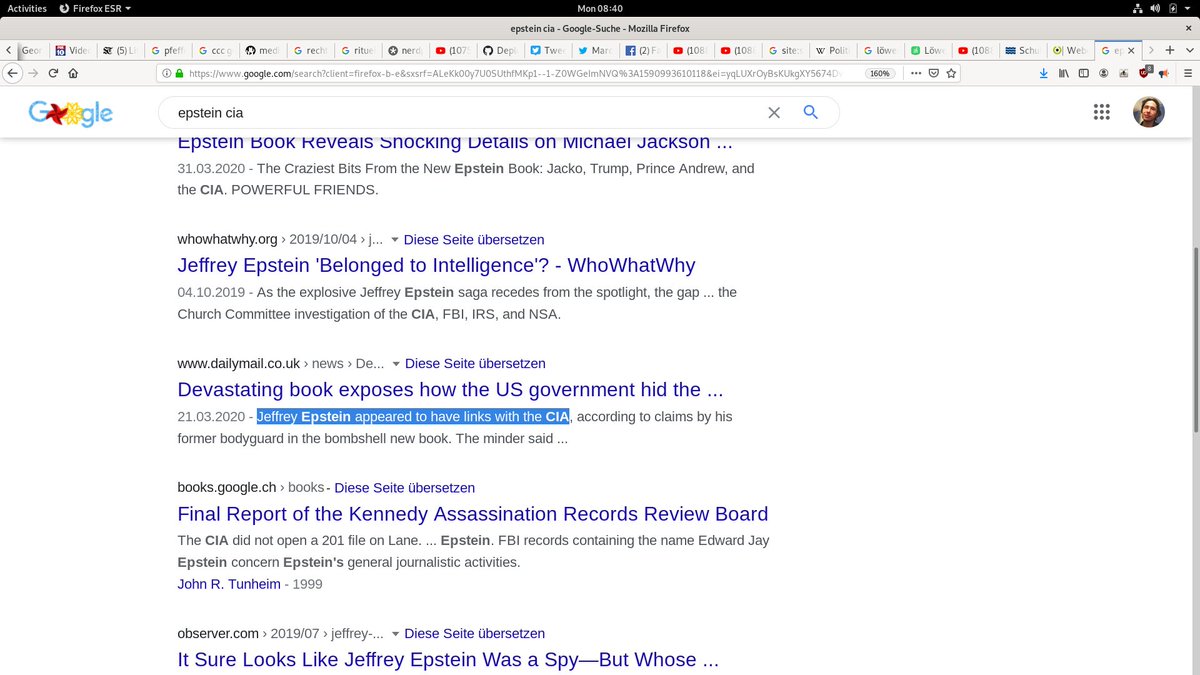 Activities Firefox ESR Mon 08:40
epstein cia - Google-Suche - Mozilla Firefox
Geor Vide (5) Li pfeff ccc g medi rech ritue nerdj (107 Depl Twe Marc (2) Fa (108 (108 site: Polit löwe Löwe (108 Schu Web ep
https://www.google.com/search?client=firefox-b-e&sxsrf=ALeKk00y7U0SUthfMKp1--1-Z0WGeImNVQ%3A1590993610118&ei=yqLUXrOyBsKUkgXY5674D 160%
Google epstein cia
Epstein Book Reveals Shocking Details on Michael Jackson ...
31.03.2020 - The Craziest Bits From the New Epstein Book: Jacko, Trump, Prince Andrew, and
the CIA. POWERFUL FRIENDS.
whowhatwhy.org › 2019/10/04 › j... Diese Seite übersetzen
Jeffrey Epstein 'Belonged to Intelligence'? - WhoWhatWhy
04.10.2019 - As the explosive Jeffrey Epstein saga recedes from the spotlight, the gap ... the
Church Committee investigation of the CIA, FBI, IRS, and NSA.
www.dailymail.co.uk › news › De... Diese Seite übersetzen
Devastating book exposes how the US government hid the ...
21.03.2020 - Jeffrey Epstein appeared to have links with the CIA, according to claims by his
former bodyguard in the bombshell new book. The minder said ...
books.google.ch › books - Diese Seite übersetzen
Final Report of the Kennedy Assassination Records Review Board
The CIA did not open a 201 file on Lane. ... Epstein. FBI records containing the name Edward Jay
Epstein concern Epstein's general journalistic activities.
John R. Tunheim - 1999
observer.com › 2019/07 › jeffrey-... Diese Seite übersetzen
It Sure Looks Like Jeffrey Epstein Was a Spy—But Whose ...